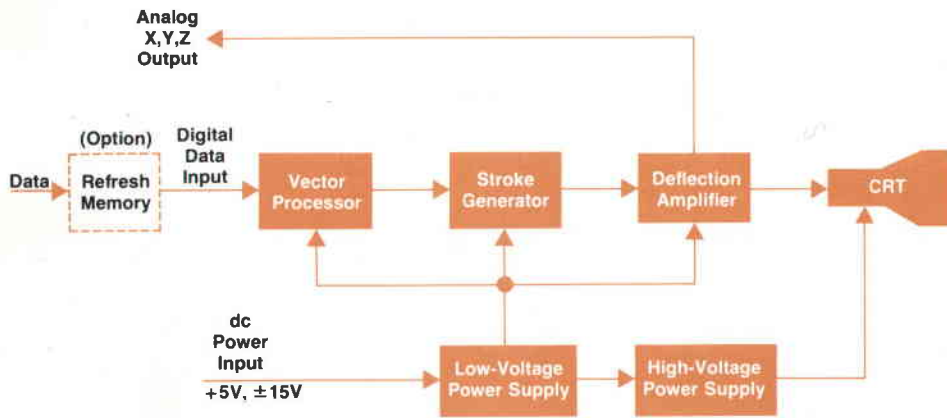 Analog
X,Y,Z
Output
(Option)
Digital
Data
Input
Data
Refresh
Memory
Vector
Processor
Stroke
Generator
Deflection
Amplifier
CRT
dc
Power
Input
+5V, ±15V
Low-Voltage
Power Supply
High-Voltage
Power Supply